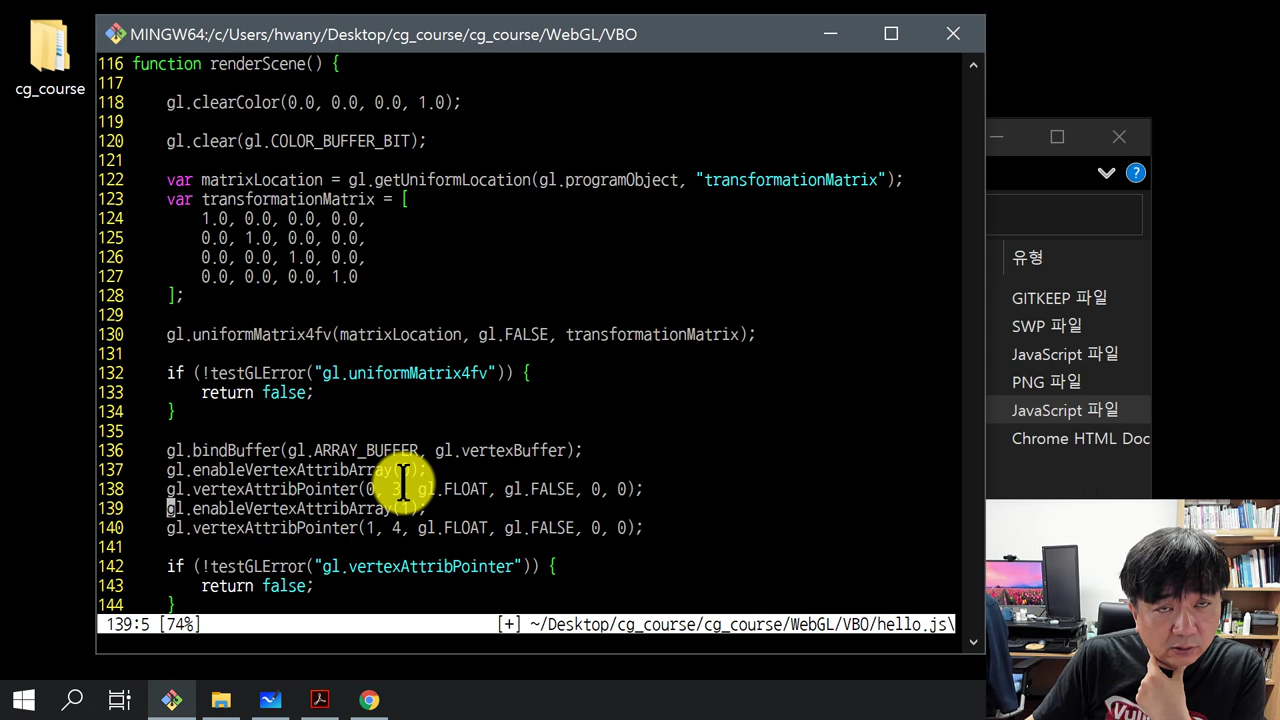 MINGW64:/c/Users/hwany/Desktop/cg_course/cg_course/WebGL/VBO
cg_course
116 function renderScene() {
117
118     gl.clearColor(0.0, 0.0, 0.0, 1.0);
119
120     gl.clear(gl.COLOR_BUFFER_BIT);
121
122     var matrixLocation = gl.getUniformLocation(gl.programObject, "transformationMatrix");
123     var transformationMatrix = [
124         1.0, 0.0, 0.0, 0.0,
125         0.0, 1.0, 0.0, 0.0,
126         0.0, 0.0, 1.0, 0.0,
127         0.0, 0.0, 0.0, 1.0
128     ];
129
130     gl.uniformMatrix4fv(matrixLocation, gl.FALSE, transformationMatrix);
131
132     if (!testGLError("gl.uniformMatrix4fv")) {
133         return false;
134     }
135
136     gl.bindBuffer(gl.ARRAY_BUFFER, gl.vertexBuffer);
137     gl.enableVertexAttribArray( );
138     gl.vertexAttribPointer(0, 3, gl.FLOAT, gl.FALSE, 0, 0);
139     gl.enableVertexAttribArray(1);
140     gl.vertexAttribPointer(1, 4, gl.FLOAT, gl.FALSE, 0, 0);
141
142     if (!testGLError("gl.vertexAttribPointer")) {
143         return false;
144     }
139:5 [74%] [+] ~/Desktop/cg_course/cg_course/WebGL/VBO/hello.js\
?
유형
GITKEEP 파일
SWP 파일
JavaScript 파일
PNG 파일
JavaScript 파일
Chrome HTML Doc